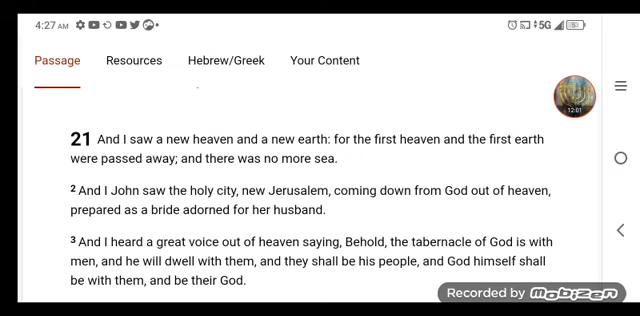 4:27 AM
5G
Passage Resources Hebrew/Greek Your Content
12:01
21 And I saw a new heaven and a new earth: for the first heaven and the first earth
were passed away; and there was no more sea.
2 And I John saw the holy city, new Jerusalem, coming down from God out of heaven,
prepared as a bride adorned for her husband.
3 And I heard a great voice out of heaven saying, Behold, the tabernacle of God is with
men, and he will dwell with them, and they shall be his people, and God himself shall
be with them, and be their God.
Recorded by Mobizen